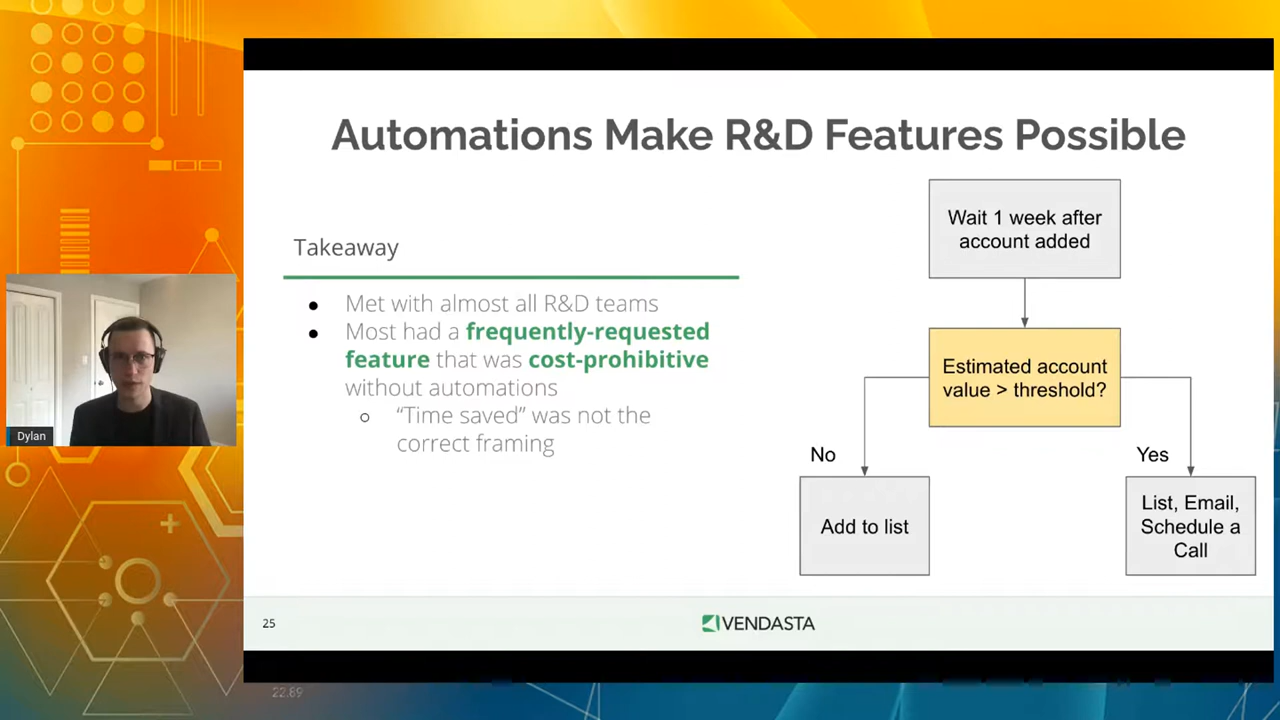 Automations Make R&D Features Possible
Takeaway
● Met with almost all R&D teams
● Most had a frequently-requested
feature that was cost-prohibitive
without automations
○ “Time saved” was not the
correct framing
Wait 1 week after
account added
Estimated account
value > threshold?
No
Yes
Add to list
List, Email,
Schedule a
Call
Dylan
25
VENDASTA
22.89